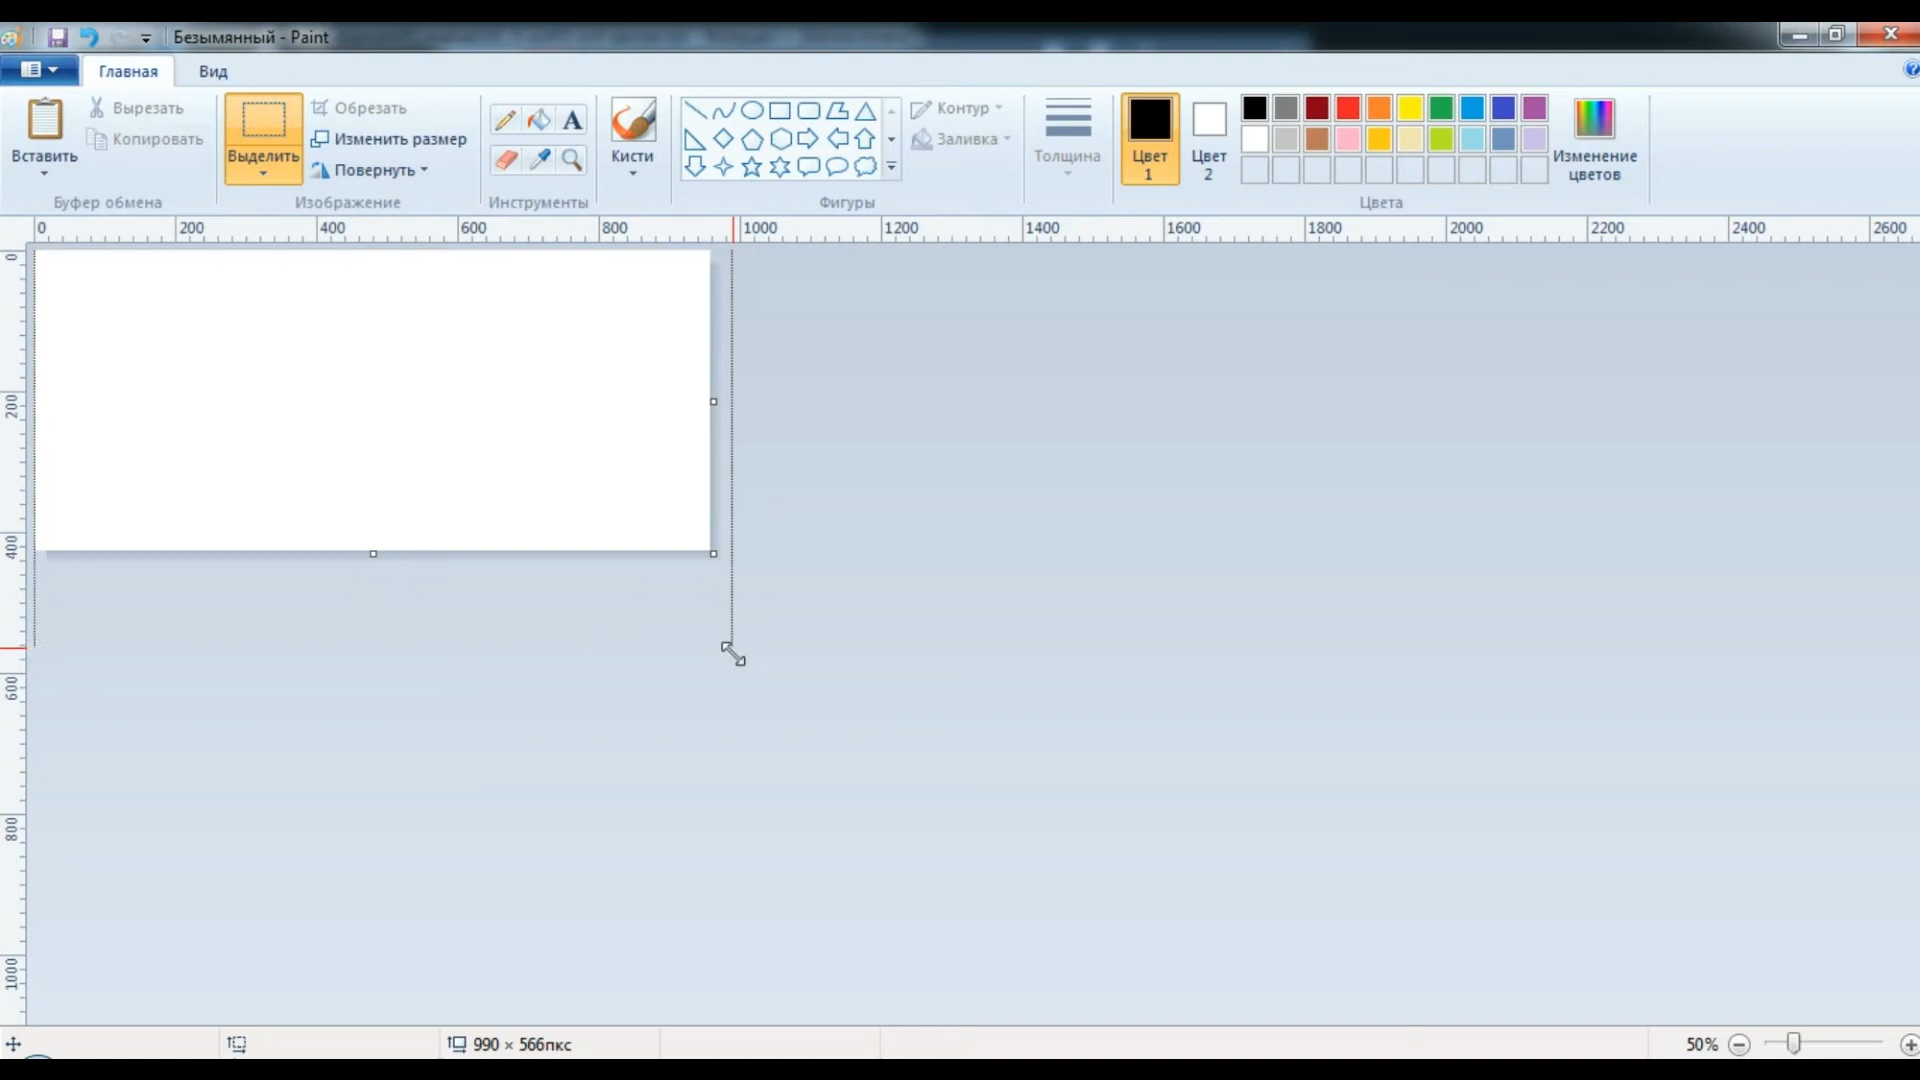 Безымянный - Paint
Главная Вид
Вставить
Вырезать
Копировать
Буфер обмена
Выделить
Обрезать
Изменить размер
Повернуть
Изображение
A
Инструменты
Кисти
Контур
Заливка
Фигуры
Толщина
Цвет
1
Цвет
2
Изменение
цветов
Цвета
0 200 400 600 800 1000 1200 1400 1600 1800 2000 2200 2400 2600
0
200
400
600
800
1000
990 × 566пкс
50%